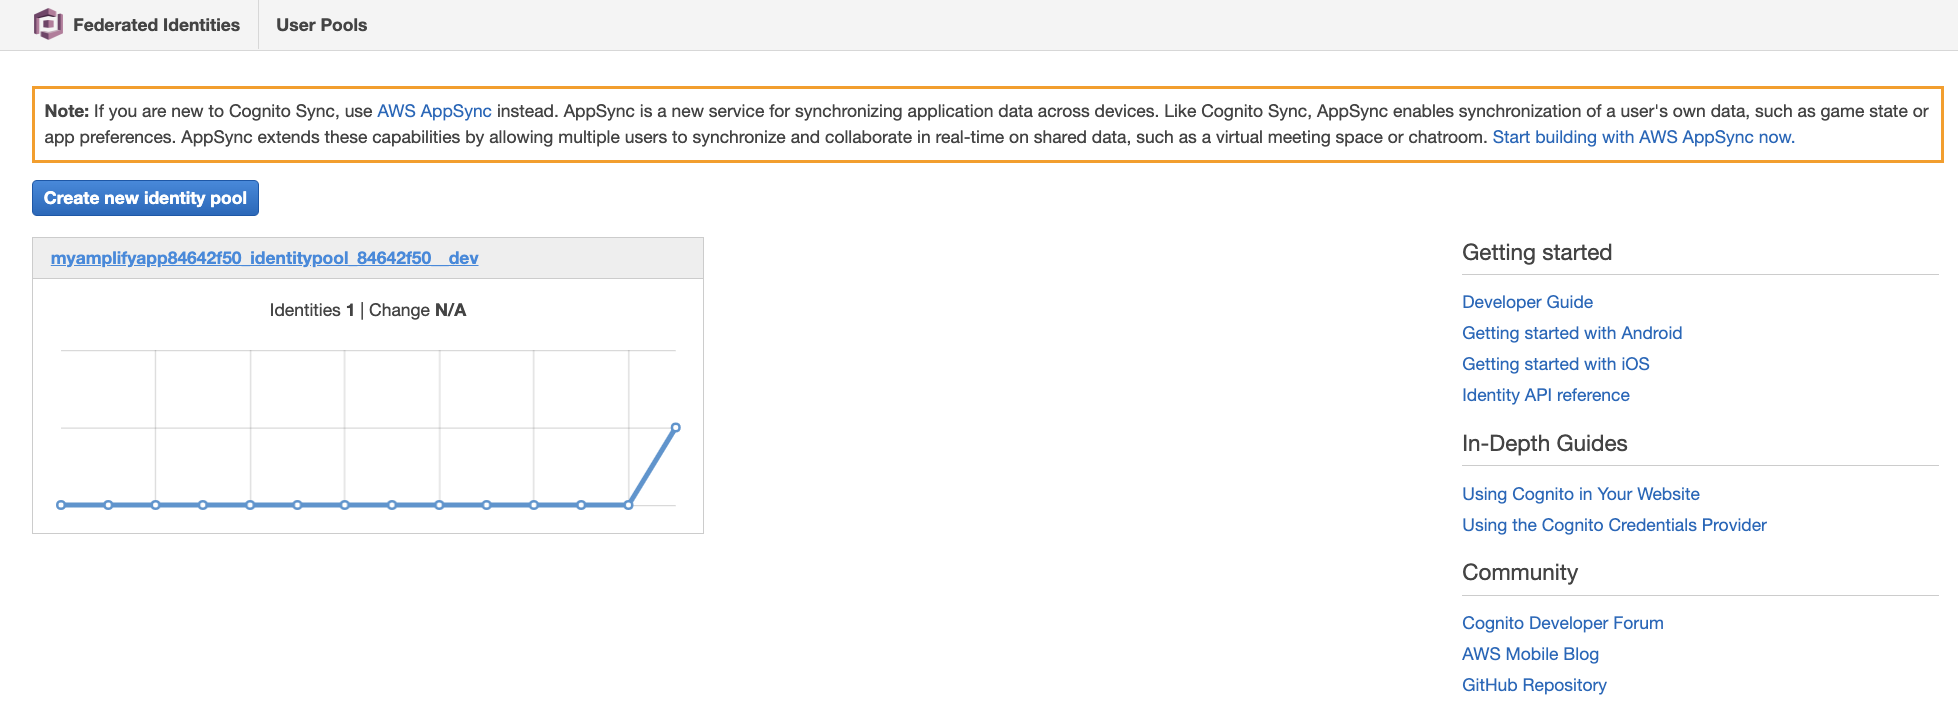 Federated Identities
User Pools
Note: If you are new to Cognito Sync, use AWS AppSync instead. AppSync is a new service for synchronizing application data across devices. Like Cognito Sync, AppSync enables synchronization of a user's own data, such as game state or
app preferences. AppSync extends these capabilities by allowing multiple users to synchronize and collaborate in real-time on shared data, such as a virtual meeting space or chatroom. Start building with AWS AppSync now.
Create new identity pool
myamplifyapp84642f50_identitypool_84642f50__dev
Identities 1 | Change N/A
Getting started
Developer Guide
Getting started with Android
Getting started with iOS
Identity API reference
In-Depth Guides
Using Cognito in Your Website
Using the Cognito Credentials Provider
Community
Cognito Developer Forum
AWS Mobile Blog
GitHub Repository